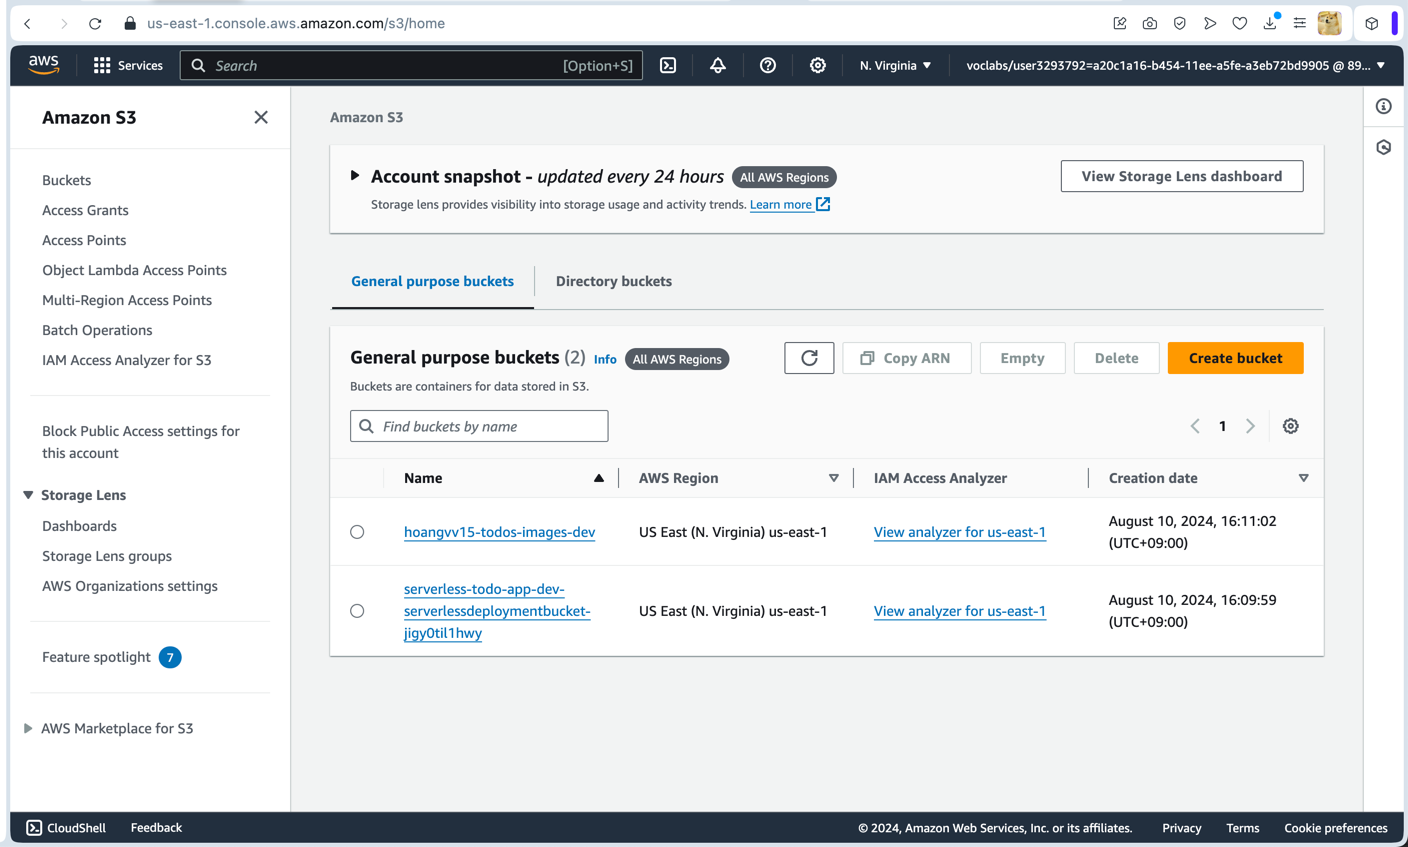 us-east-1.console.aws.amazon.com/s3/home
aws
Services
Search
[Option+S]
N. Virginia
voclabs/user3293792=a20c1a16-b454-11ee-a5fe-a3eb72bd9905 @ 89...
Amazon S3
Buckets
Access Grants
Access Points
Object Lambda Access Points
Multi-Region Access Points
Batch Operations
IAM Access Analyzer for S3
Block Public Access settings for
this account
Storage Lens
Dashboards
Storage Lens groups
AWS Organizations settings
Feature spotlight 7
AWS Marketplace for S3
Amazon S3
Account snapshot - updated every 24 hours All AWS Regions
Storage lens provides visibility into storage usage and activity trends. Learn more
View Storage Lens dashboard
General purpose buckets
Directory buckets
General purpose buckets (2) Info All AWS Regions
Buckets are containers for data stored in S3.
Copy ARN
Empty
Delete
Create bucket
Find buckets by name
1
Name
AWS Region
IAM Access Analyzer
Creation date
hoangvv15-todos-images-dev
US East (N. Virginia) us-east-1
View analyzer for us-east-1
August 10, 2024, 16:11:02
(UTC+09:00)
serverless-todo-app-dev-
serverlessdeploymentbucket-
jigy0til1hwy
US East (N. Virginia) us-east-1
View analyzer for us-east-1
August 10, 2024, 16:09:59
(UTC+09:00)
CloudShell
Feedback
© 2024, Amazon Web Services, Inc. or its affiliates.
Privacy
Terms
Cookie preferences